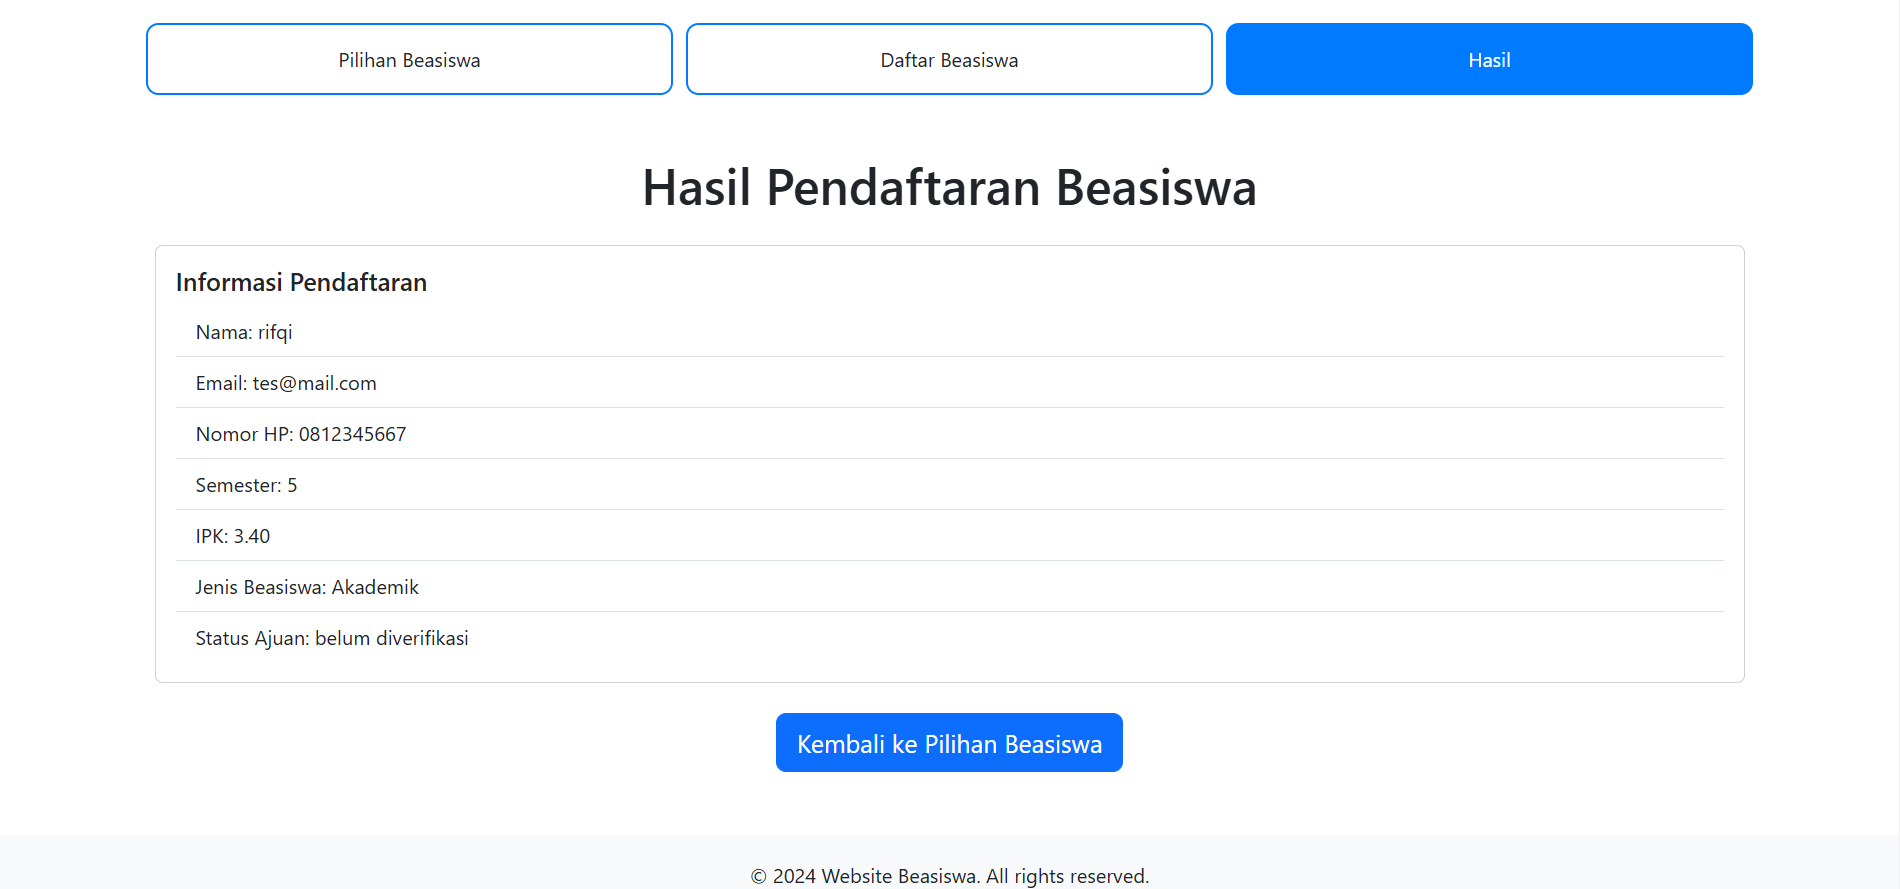 Pilihan Beasiswa
Daftar Beasiswa
Hasil
Hasil Pendaftaran Beasiswa
Informasi Pendaftaran
Nama: rifqi
Email: tes@mail.com
Nomor HP: 0812345667
Semester: 5
IPK: 3.40
Jenis Beasiswa: Akademik
Status Ajuan: belum diverifikasi
Kembali ke Pilihan Beasiswa
© 2024 Website Beasiswa. All rights reserved.